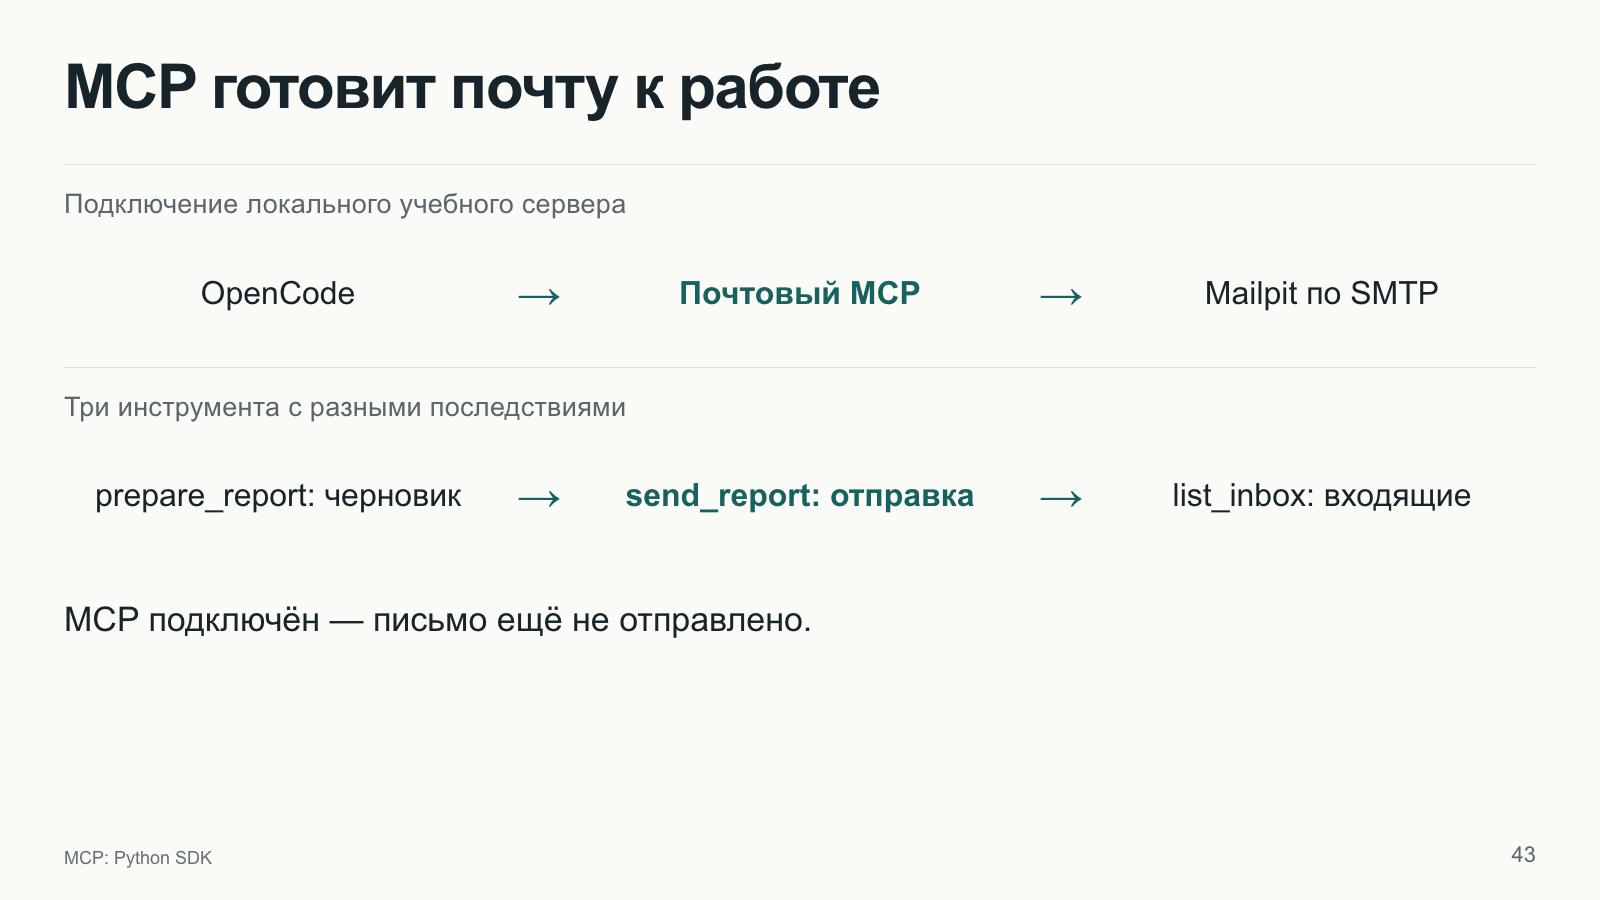 MCP готовит почту к работе
Подключение локального учебного сервера
OpenCode → Почтовый MCP → Mailpit по SMTP
Три инструмента с разными последствиями
prepare_report: черновик → send_report: отправка → list_inbox: входящие
MCP подключён — письмо ещё не отправлено.
MCP: Python SDK
43